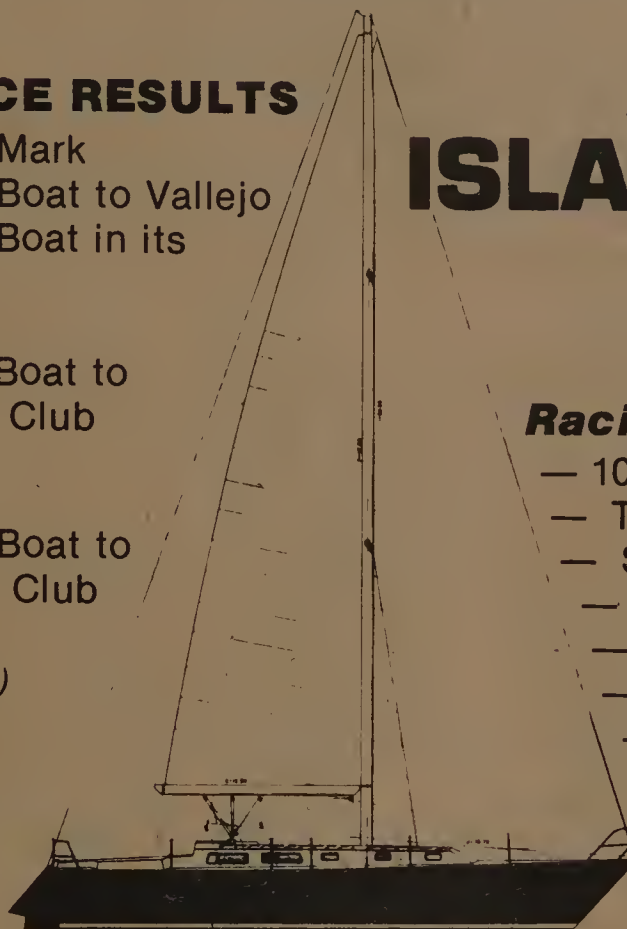 CE RESULTS
Mark
Boat to Vallejo
Boat in its
Boat to
Club
Boat to
Club
)
ISLA
Raci
— 10
— T
— S
—
—
—